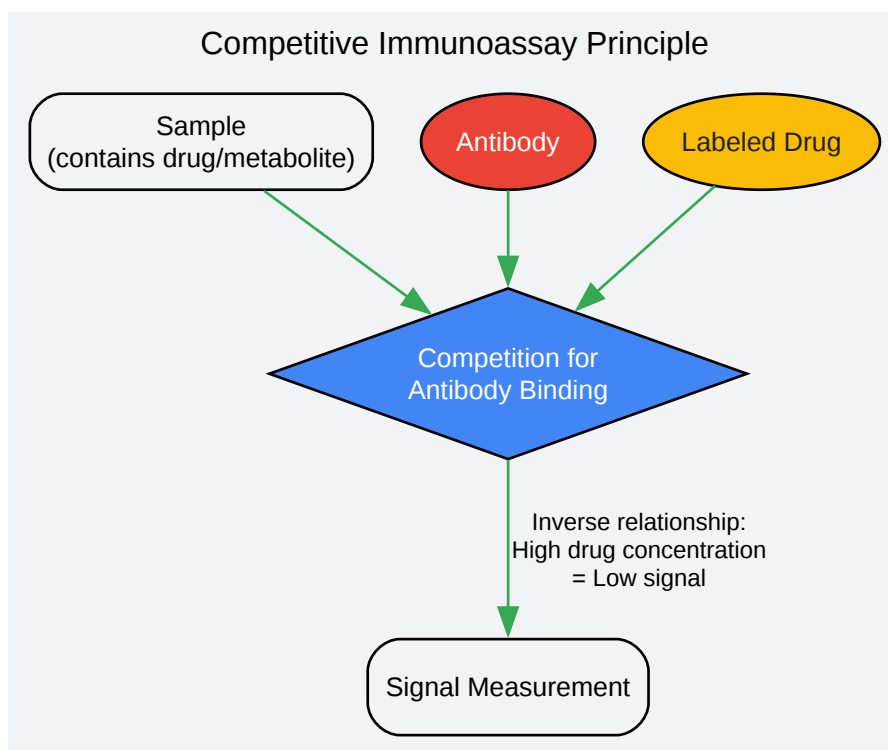 Competitive Immunoassay Principle
Sample
(contains drug/metabolite)
Antibody
Labeled Drug
Competition for
Antibody Binding
Inverse relationship:
High drug concentration
= Low signal
Signal Measurement